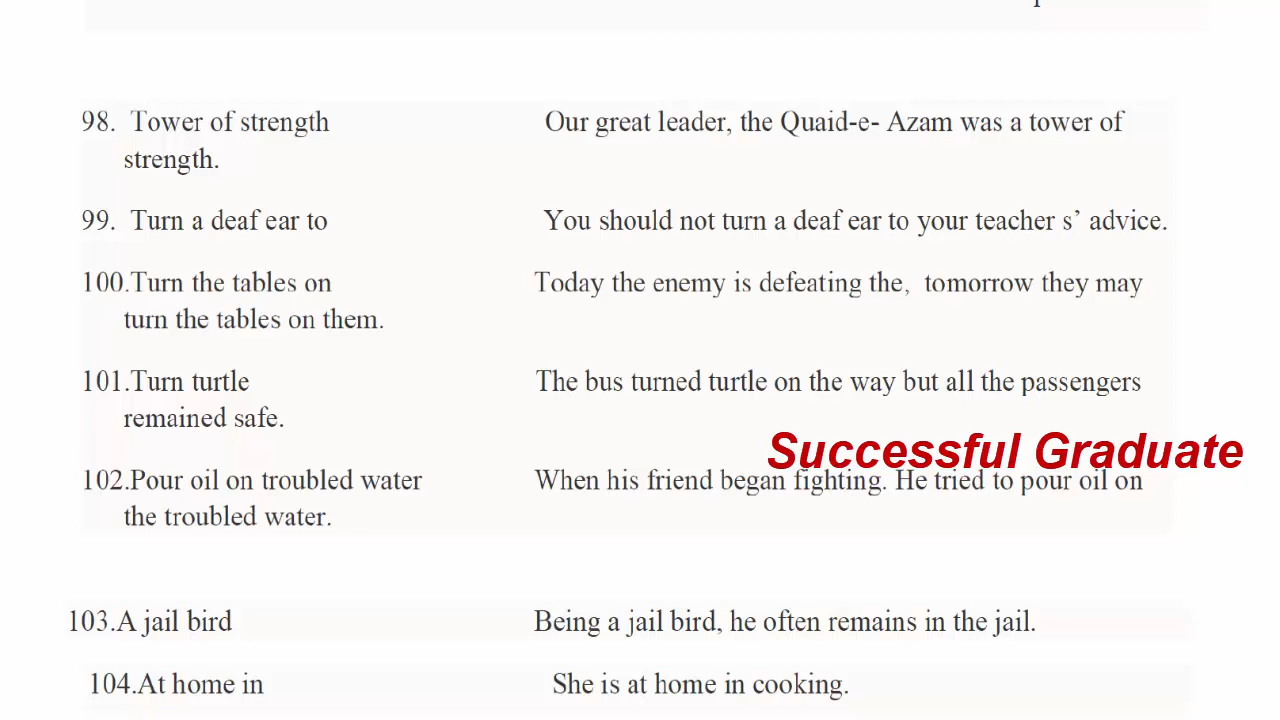 98. Tower of strength Our great leader, the Quaid-e- Azam was a tower of
strength.
99. Turn a deaf ear to You should not turn a deaf ear to your teacher s’ advice.
100.Turn the tables on Today the enemy is defeating the, tomorrow they may
turn the tables on them.
101.Turn turtle The bus turned turtle on the way but all the passengers
remained safe.
Successful Graduate
102.Pour oil on troubled water When his friend began fighting. He tried to pour oil on
the troubled water.
103.A jail bird Being a jail bird, he often remains in the jail.
104.At home in She is at home in cooking.